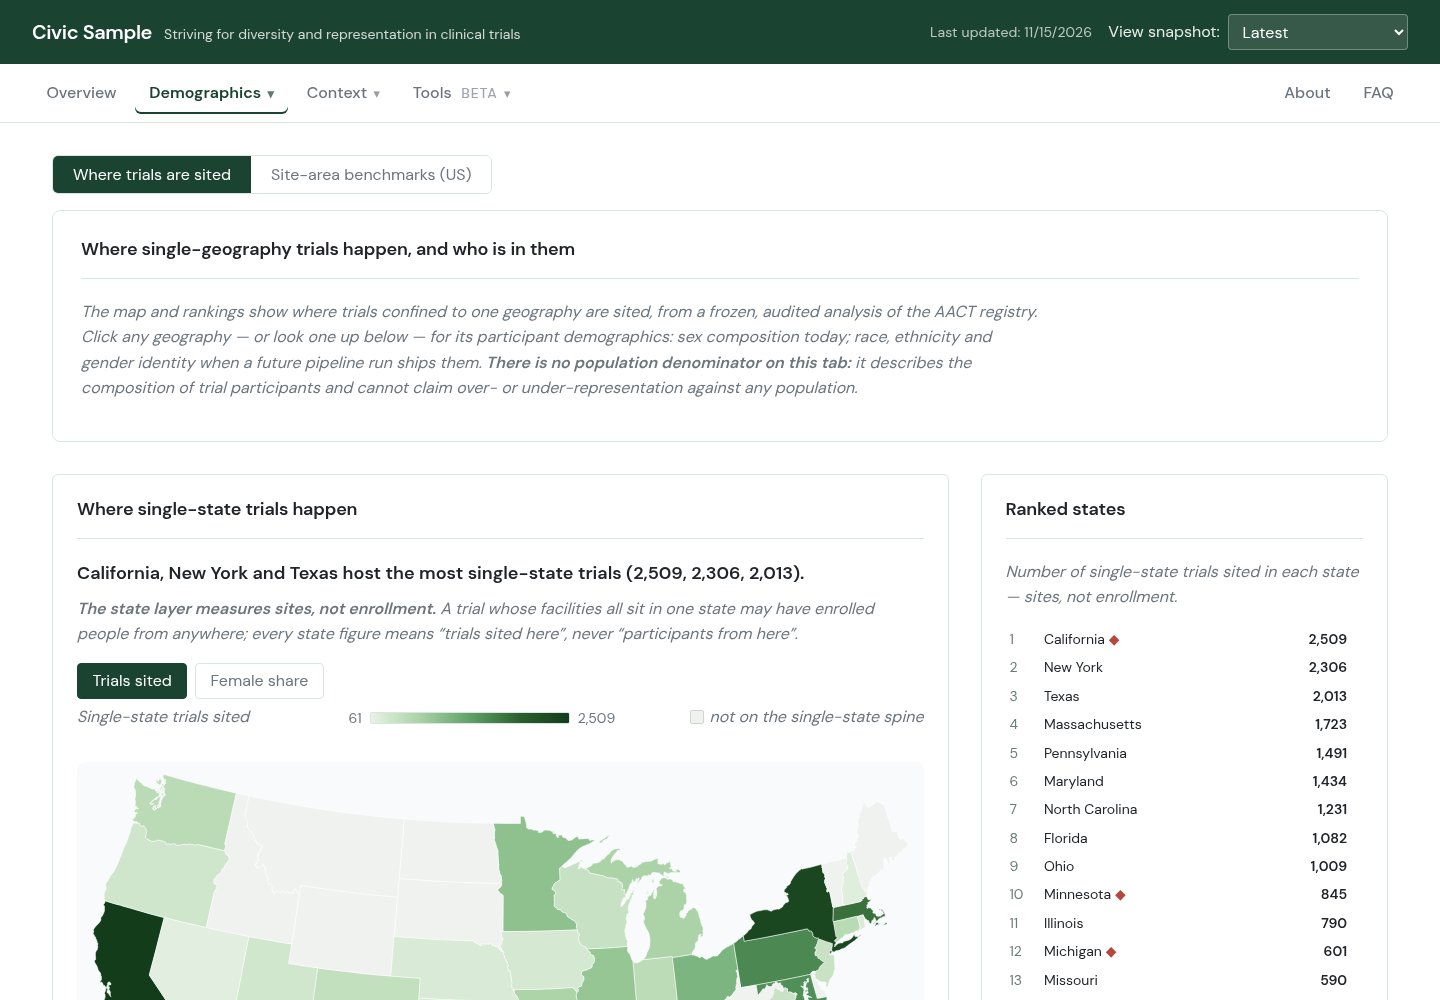 Civic Sample Striving for diversity and representation in clinical trials Last updated: 11/15/2026 View snapshot: Latest
Overview Demographics ▾ Context ▾ Tools BETA ▾ About FAQ
Where trials are sited Site-area benchmarks (US)
Where single-geography trials happen, and who is in them
The map and rankings show where trials confined to one geography are sited, from a frozen, audited analysis of the AACT registry.
Click any geography — or look one up below — for its participant demographics: sex composition today; race, ethnicity and
gender identity when a future pipeline run ships them. There is no population denominator on this tab: it describes the
composition of trial participants and cannot claim over- or under-representation against any population.
Where single-state trials happen
California, New York and Texas host the most single-state trials (2,509, 2,306, 2,013).
The state layer measures sites, not enrollment. A trial whose facilities all sit in one state may have enrolled
people from anywhere; every state figure means “trials sited here”, never “participants from here”.
Trials sited Female share
Single-state trials sited 61 2,509 not on the single-state spine
Ranked states
Number of single-state trials sited in each state
— sites, not enrollment.
1 California ◆ 2,509
2 New York 2,306
3 Texas 2,013
4 Massachusetts 1,723
5 Pennsylvania 1,491
6 Maryland 1,434
7 North Carolina 1,231
8 Florida 1,082
9 Ohio 1,009
10 Minnesota ◆ 845
11 Illinois 790
12 Michigan ◆ 601
13 Missouri 590